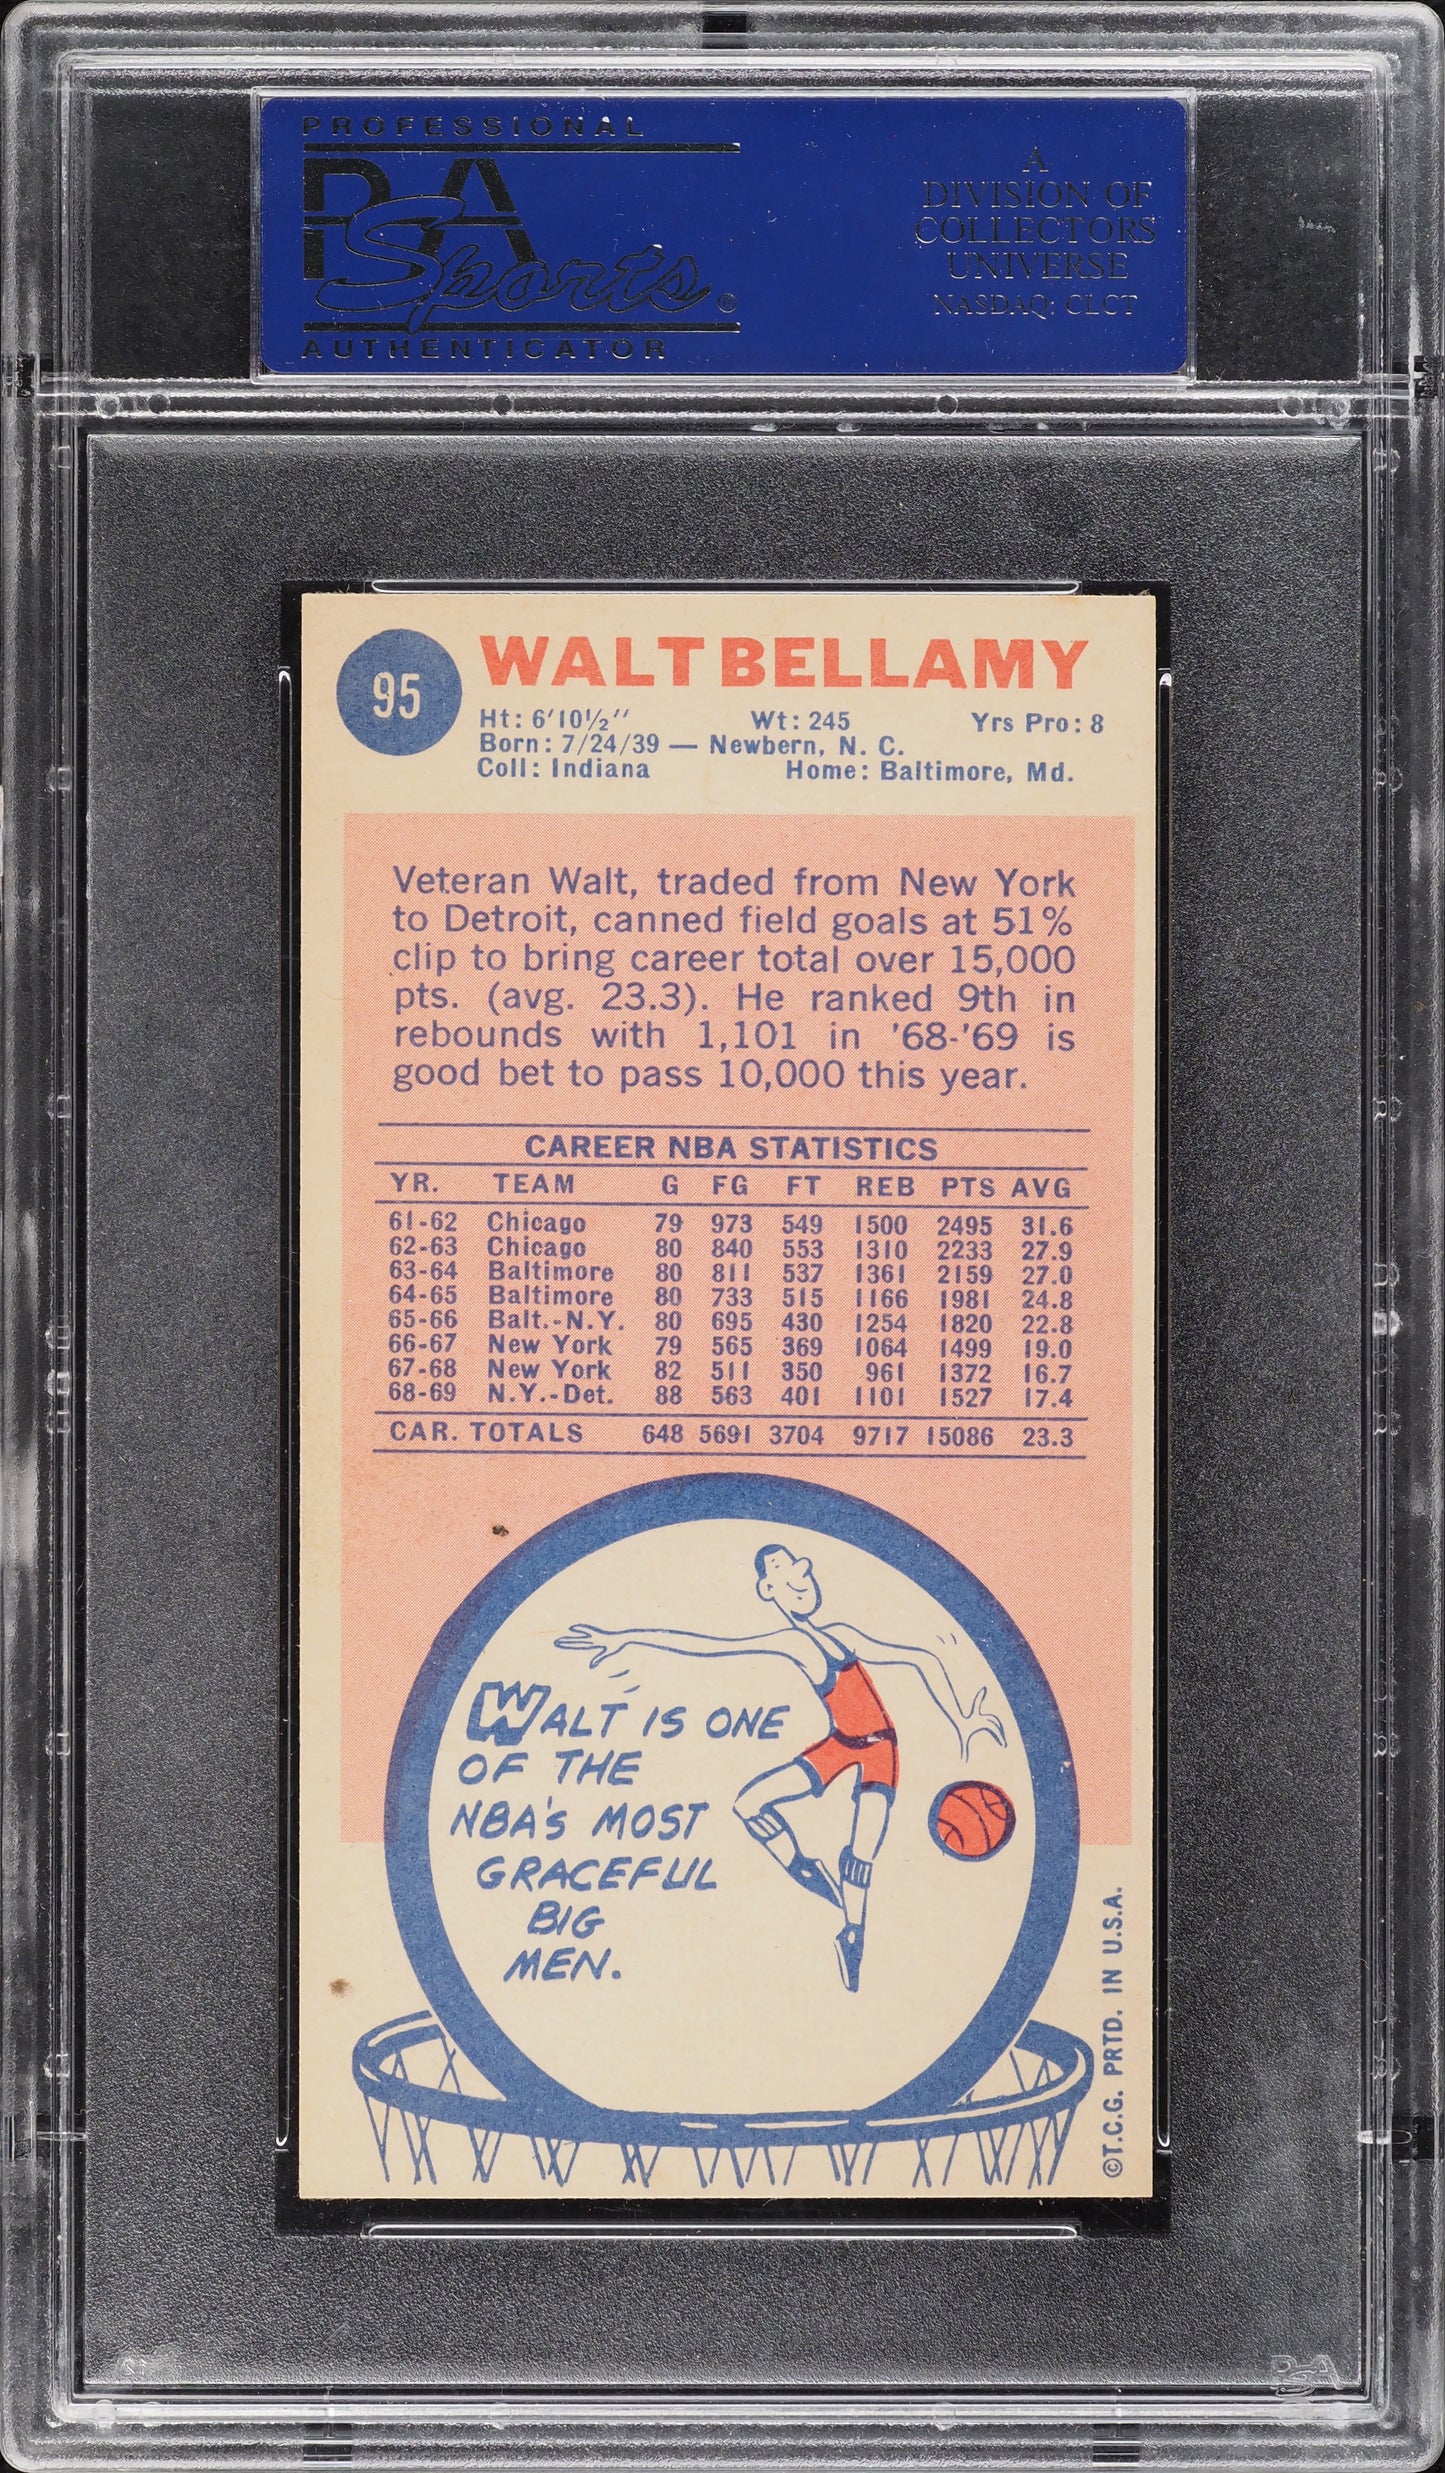 PROFESSIONAL
PSA
Sports®
AUTHENTICATOR
A
DIVISION OF
COLLECTORS
UNIVERSE
NASDAQ: CLCT
95
WALT BELLAMY
Ht: 6'10½'' Wt: 245 Yrs Pro: 8
Born: 7/24/39 — Newbern, N. C.
Coll: Indiana Home: Baltimore, Md.
Veteran Walt, traded from New York
to Detroit, canned field goals at 51%
clip to bring career total over 15,000
pts. (avg. 23.3). He ranked 9th in
rebounds with 1,101 in '68-'69 is
good bet to pass 10,000 this year.
CAREER NBA STATISTICS
YR. TEAM G FG FT REB PTS AVG
61-62 Chicago 79 973 549 1500 2495 31.6
62-63 Chicago 80 840 553 1310 2233 27.9
63-64 Baltimore 80 811 537 1361 2159 27.0
64-65 Baltimore 80 733 515 1166 1981 24.8
65-66 Balt.-N.Y. 80 695 430 1254 1820 22.8
66-67 New York 79 565 369 1064 1499 19.0
67-68 New York 82 511 350 961 1372 16.7
68-69 N.Y.-Det. 88 563 401 1101 1527 17.4
CAR. TOTALS 648 5691 3704 9717 15086 23.3
WALT IS ONE
OF THE
NBA'S MOST
GRACEFUL
BIG
MEN.
©T.C.G. PRTD. IN U.S.A.
PSA